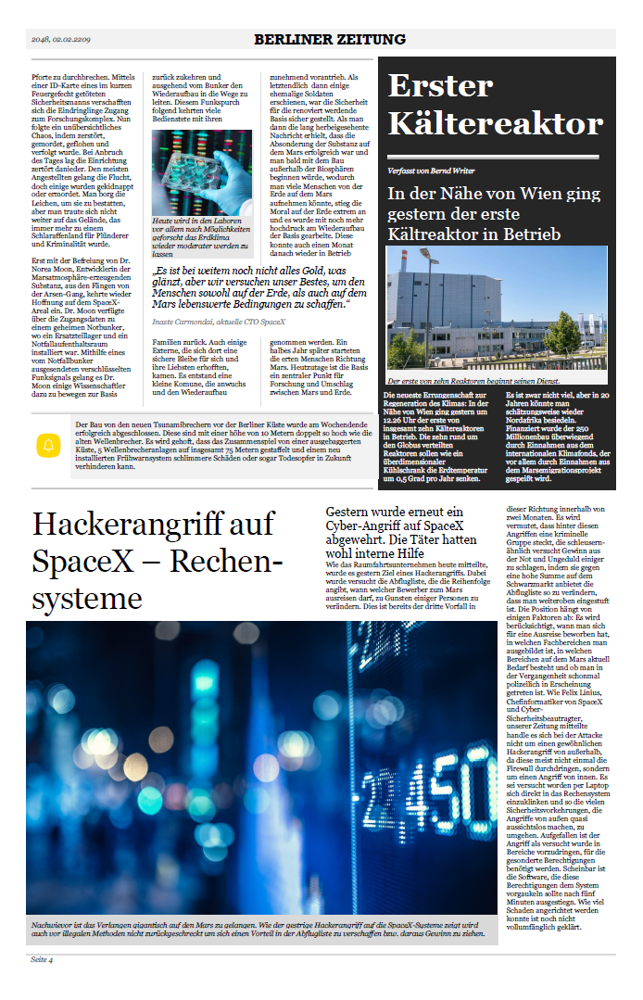 2048, 02.02.2209
BERLINER ZEITUNG
Pforte zu durchbrechen. Mittels
einer ID-Karte eines im kurzen
Feuergefecht getöteten
Sicherheitsmanns verschafften
sich die Eindringlinge Zugang
zum Forschungskomplex. Nun
folgte ein unübersichtliches
Chaos, indem zerstört,
gemordet, geflohen und
verfolgt wurde. Bei Anbruch
des Tages lag die Einrichtung
zertört danieder. Den meisten
Angestellten gelang die Flucht,
doch einige wurden gekidnappt
oder ermordet. Man borg die
Leichen, um sie zu bestatten,
aber man traute sich nicht
weiter auf das Gelände, das
immer mehr zu einem
Schlaraffenland für Plünderer
und Kriminalität wurde.
Erst mit der Befreiung von Dr.
Norea Moon, Entwicklerin der
Marsatmosphäre-erzeugenden
Substanz, aus den Fängen von
der Arsen-Gang, kehrte wieder
Hoffnung auf dem SpaceX-
Areal ein. Dr. Moon verfügte
über die Zugangsdaten zu
einem geheimen Notbunker,
wo ein Ersatzteillager und ein
Notfallaufenthaltsraum
installiert war. Mithilfe eines
vom Notfallbunker
ausgesendeten verschlüsselten
Funksignals gelang es Dr.
Moon einige Wissenschaftler
dazu zu bewegen zur Basis
zurück zukehren und
ausgehend vom Bunker den
Wiederaufbau in die Wege zu
leiten. Diesem Funkspruch
folgend kehrten viele
Bedienstete mit ihren
Heute wird in den Laboren
vor allem nach Möglichkeiten
geforscht das Erdklima
wieder moderater werden zu
lassen
zunehmend vorantrieb. Als
letztendlich dann einige
ehemalige Soldaten
erschienen, war die Sicherheit
für die renoviert werdende
Basis sicher gestellt. Als man
dann die lang herbeigesehente
Nachricht erhielt, dass die
Absonderung der Substanz auf
dem Mars erfolgreich war und
man bald mit dem Bau
außerhalb der Biosphären
beginnen würde, wodurch
man viele Menschen von der
Erde auf dem Mars
aufnehmen könnte, stieg die
Moral auf der Erde extrem an
und es wurde mit noch mehr
hochdruck am Wiederaufbau
der Basis gearbeite. Diese
konnte auch einen Monat
danach wieder in Betrieb
„Es ist bei weitem noch nicht alles Gold, was
glänzt, aber wir versuchen unser Bestes, um den
Menschen sowohl auf der Erde, als auch auf dem
Mars lebenswerte Bedingungen zu schaffen.“
Inaste Carmondai, aktuelle CTO SpaceX
Familien zurück. Auch einige
Externe, die sich dort eine
sichere Bleibe für sich und
ihre Liebsten erhofften,
kamen. Es entstand eine
kleine Komune, die anwuchs
und den Wiederaufbau
genommen werden. Ein
halbes Jahr später starteten
die erten Menschen Richtung
Mars. Heutzutage ist die Basis
ein zentraler Punkt für
Forschung und Umschlag
zwischen Mars und Erde.
Der Bau von den neuen Tsunamibrechern vor der Berliner Küste wurde am Wochendende
erfolgreich abgeschlossen. Diese sind mit einer höhe von 10 Metern doppelt so hoch wie die
alten Wellenbrecher. Es wird gehoft, dass das Zusammenspiel von einer ausgebaggerten
Küste, 5 Wellenbrecheranlagen auf insgesamt 75 Metern gestaffelt und einem neu
installierten Frühwarnsystem schlimmere Schäden oder sogar Todesopfer in Zukunft
verhinderen kann.
Erster
Kältereaktor
Verfasst von Bernd Writer
In der Nähe von Wien ging
gestern der erste
Kältreaktor in Betrieb
Der erste von zehn Reaktoren beginnt seinen Dienst.
Die neueste Errungenschaft zur
Regeneration des Klimas: In der
Nähe von Wien ging gestern um
12.26 Uhr der erste von
insgesamt zehn Kältereaktoren
in Betrieb. Die zehn rund um
den Globus verteilten
Reaktoren sollen wie ein
überdimensionaler
Kühlschrank die Erdtemperatur
um 0,5 Grad pro Jahr senken.
Es ist zwar nicht viel, aber in 20
Jahren könnte man
schätzungsweise wieder
Nordafrika besiedeln.
Finanziert wurde der 250
Millionenbau überwiegend
durch Einnahmen aus dem
internationalen Klimafonds, der
vor allem durch Einnahmen aus
dem Marsemigrationsprojekt
gespeißt wird.
Hackerangriff auf
SpaceX – Rechen-
systeme
Gestern wurde erneut ein
Cyber-Angriff auf SpaceX
abgewehrt. Die Täter hatten
wohl interne Hilfe
Wie das Raumfahrtsunternehmen heute mitteilte,
wurde es gestern Ziel eines Hackerangriffs. Dabei
wurde versucht die Abflugliste, die die Reihenfolge
angibt, wann welcher Bewerber zum Mars
ausreisen darf, zu Gunsten einiger Personen zu
verändern. Dies ist bereits der dritte Vorfall in
dieser Richtung innerhalb von
zwei Monaten. Es wird
vermutet, dass hinter diesen
Angriffen eine kriminelle
Gruppe steckt, die schleusern-
ähnlich versucht Gewinn aus
der Not und Ungeduld einiger
zu schlagen, indem sie gegen
eine hohe Summe auf dem
Schwarzmarkt anbietet die
Abflugliste so zu verändern,
dass man weiteroben eingestuft
ist. Die Position hängt von
einigen Faktoren ab: Es wird
berücksichtigt, wann man sich
für eine Ausreise beworben hat,
in welchen Fachbereichen man
ausgebildet ist, in welchen
Bereichen auf dem Mars aktuell
Bedarf besteht und ob man in
der Vergangenheit schonmal
polizeilich in Erscheinung
getreten ist. Wie Felix Linius,
Chefinformatiker von SpaceX
und Cyber-
Sicherheitsbeautragter,
unserer Zeitung mitteilte
handle es sich bei der Attacke
nicht um einen gewöhnlichen
Hackerangriff von außerhalb,
da diese meist nicht einmal die
Firewall durchdringen, sondern
um einen Angriff von innen. Es
sei versucht worden per Laptop
sich direkt in das Rechensystem
einzuklinken und so die vielen
Sicherheitsvorkehrungen, die
Angriffe von außen quasi
aussichtslos machen, zu
umgehen. Aufgefallen ist der
Angriff als versucht wurde in
Bereiche vorzudringen, für die
gesonderte Berechtigungen
benötigt werden. Scheinbar ist
die Software, die diese
Berechtigungen dem System
vorgaukeln sollte nach fünf
Minuten ausgestiegn. Wie viel
Schaden angerichtet werden
konnte ist noch nicht
vollumfänglich geklärt.
21,450
Nachwievor ist das Verlangen gigantisch auf den Mars zu gelangen. Wie der gestrige Hackerangriff auf die SpaceX-Systeme zeigt wird
auch vor illegalen Methoden nicht zurückgeschreckt um sich einen Vorteil in der Abflugliste zu verschaffen bzw. daraus Gewinn zu ziehen.
Seite 4